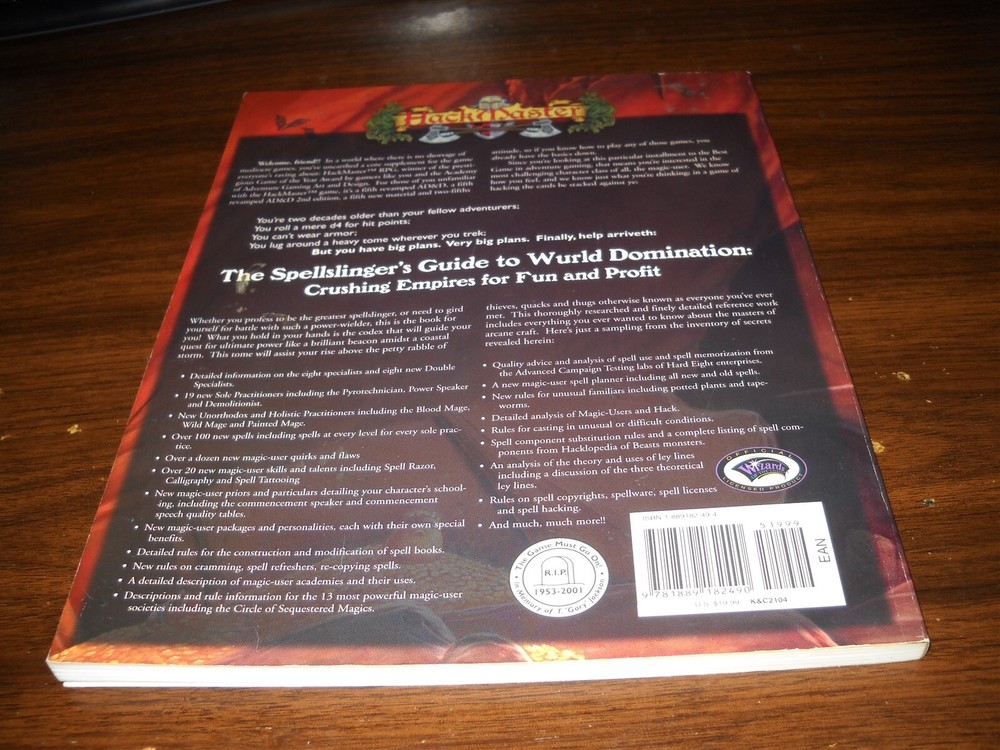 HackMaster
Welcome, friend!! In a world where there is no shortage of
mediocre games, you've unearthed a core supplement for the game
everyone's raving about: HackMaster™ RPG, winner of the presti-
gious Game of the Year Award by gamers like you and the Academy
of Adventure Gaming Art and Design. For those of you unfamiliar
with the HackMaster™ game, it's a fifth revamped AD&D, a fifth
revamped AD&D 2nd edition, a fifth new material and two-fifths
attitude, so if you know how to play any of those games, you
already have the basics down.
Since you're looking at this particular installment to the Best
Game in adventure gaming, that means you're interested in the
most challenging character class of all, the magic-user. We know
how you feel, and we know just what you're thinking: in a game of
hacking the cards be stacked against ye:
You're two decades older than your fellow adventurers;
You roll a mere d4 for hit points;
You can't wear armor;
You lug around a heavy tome wherever you trek;
But you have big plans. Very big plans. Finally, help arriveth:
The Spellslinger's Guide to Wurld Domination:
Crushing Empires for Fun and Profit
Whether you profess to be the greatest spellslinger, or need to gird
yourself for battle with such a power-wielder, this is the book for
you! What you hold in your hands is the codex that will guide your
quest for ultimate power like a brilliant beacon amidst a coastal
storm. This tome will assist your rise above the petty rabble of
• Detailed information on the eight specialists and eight new Double
Specialists.
• 19 new Sole Practitioners including the Pyrotechnician, Power Speaker
and Demolitionist.
• New Unorthodox and Holistic Practitioners including the Blood Mage,
Wild Mage and Painted Mage.
• Over 100 new spells including spells at every level for every sole prac-
tice.
• Over a dozen new magic-user quirks and flaws
• Over 20 new magic-user skills and talents including Spell Razor,
Calligraphy and Spell Tattooing
• New magic-user priors and particulars detailing your character's school-
ing, including the commencement speaker and commencement
speech quality tables.
• New magic-user packages and personalities, each with their own special
benefits.
• Detailed rules for the construction and modification of spell books.
• New rules on cramming, spell refreshers, re-copying spells.
• A detailed description of magic-user academies and their uses.
• Descriptions and rule information for the 13 most powerful magic-user
societies including the Circle of Sequestered Magics.
thieves, quacks and thugs otherwise known as everyone you've ever
met. This thoroughly researched and finely detailed reference work
includes everything you ever wanted to know about the masters of
arcane craft. Here's just a sampling from the inventory of secrets
revealed herein:
• Quality advice and analysis of spell use and spell memorization from
the Advanced Campaign Testing labs of Hard Eight enterprises.
• A new magic-user spell planner including all new and old spells.
• New rules for unusual familiars including potted plants and tape-
worms.
• Detailed analysis of Magic-Users and Hack.
• Rules for casting in unusual or difficult conditions.
• Spell component substitution rules and a complete listing of spell com-
ponents from Hacklopedia of Beasts monsters.
• An analysis of the theory and uses of ley lines
including a discussion of the three theoretical
ley lines.
• Rules on spell copyrights, spellware, spell licenses
and spell hacking.
• And much, much more!!
OFFICIAL
Wizards
LICENSED PRODUCT
The Game Must Go On!
R.I.P.
1953-2001
In Memory of T. "Gary" Jackson
ISBN 1-889182-49-4
51999
EAN
9 781889 182490
U.S. $19.99 K&C2104